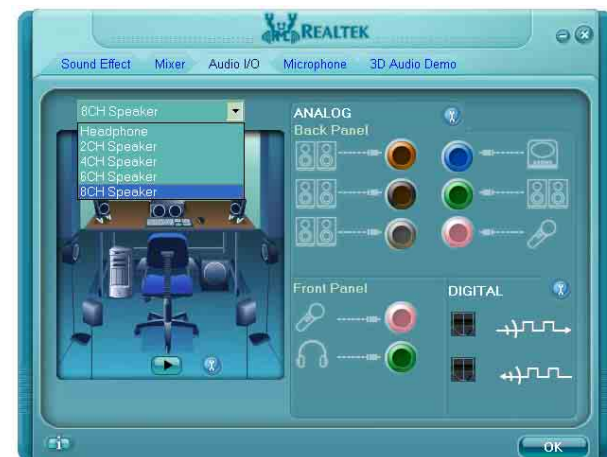 REALTEK
Sound Effect Mixer Audio I/O Microphone 3D Audio Demo
8CH Speaker
Headphone
2CH Speaker
4CH Speaker
6CH Speaker
8CH Speaker
ANALOG
Back Panel
Front Panel
DIGITAL
i
OK